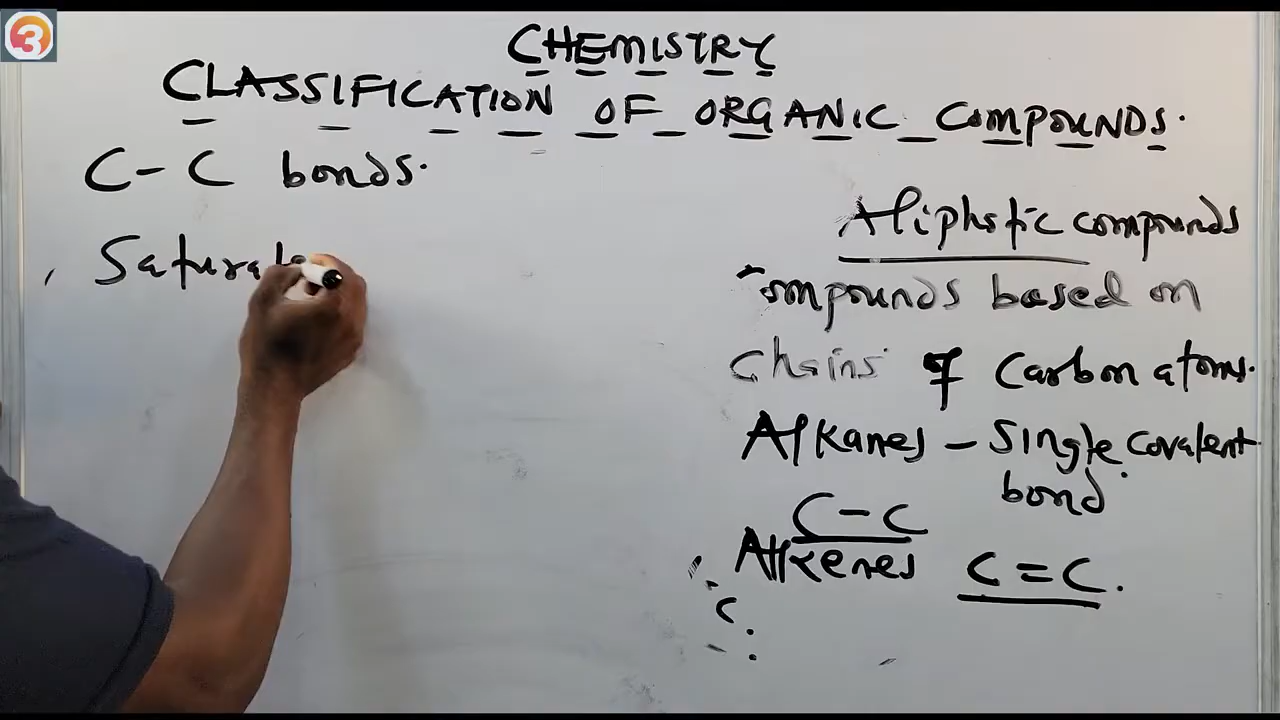 3
CHEMISTRY
CLASSIFICATION OF ORGANIC COMPOUNDS.
C-C bonds.
Aliphatic compounds
compounds based on
chains of Carbon atoms.
Alkanes - Single covalent
bond
C-C
Alkenes C=C.